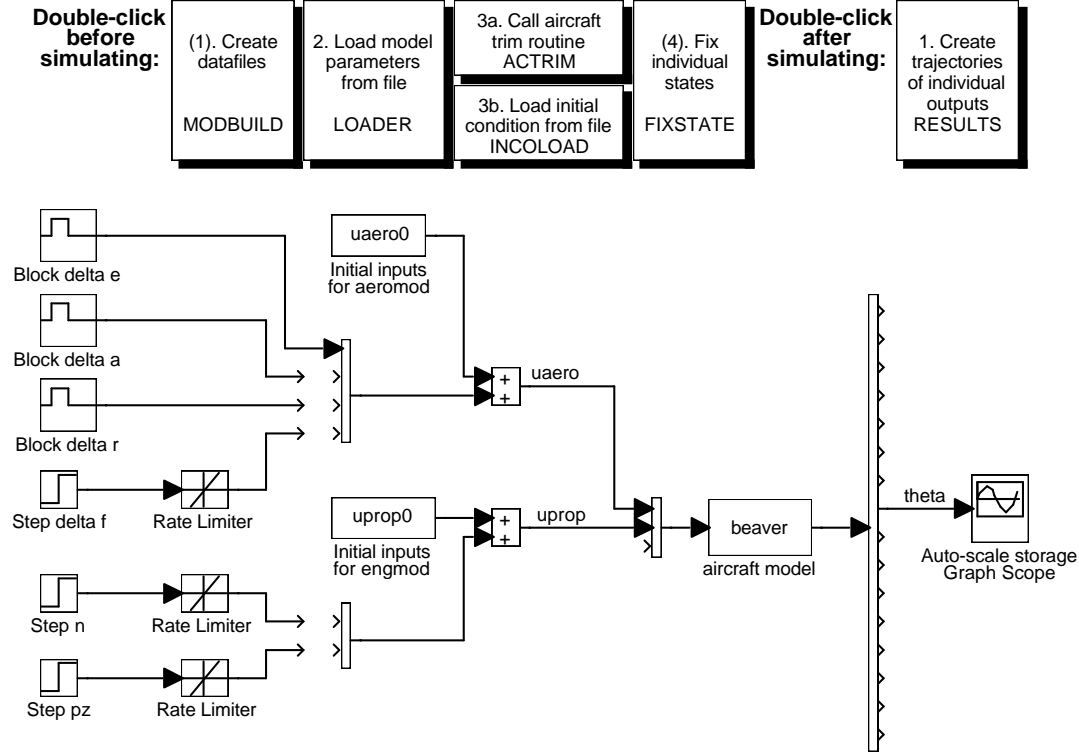 Double-click
before
simulating:
(1). Create
datafiles
MODBUILD
2. Load model
parameters
from file
LOADER
3a. Call aircraft
trim routine
ACTRIM
3b. Load initial
condition from file
INCOLOAD
(4). Fix
individual
states
FIXSTATE
Double-click
after
simulating:
1. Create
trajectories
of individual
outputs
RESULTS
Block delta e
uaero0
Initial inputs
for aeromod
Block delta a
+
+
uaero
Block delta r
Step delta f
Rate Limiter
uprop0
Initial inputs
for engmod
+
+
uprop
beaver
aircraft model
theta
Auto-scale storage
Graph Scope
Step n
Rate Limiter
Step pz
Rate Limiter